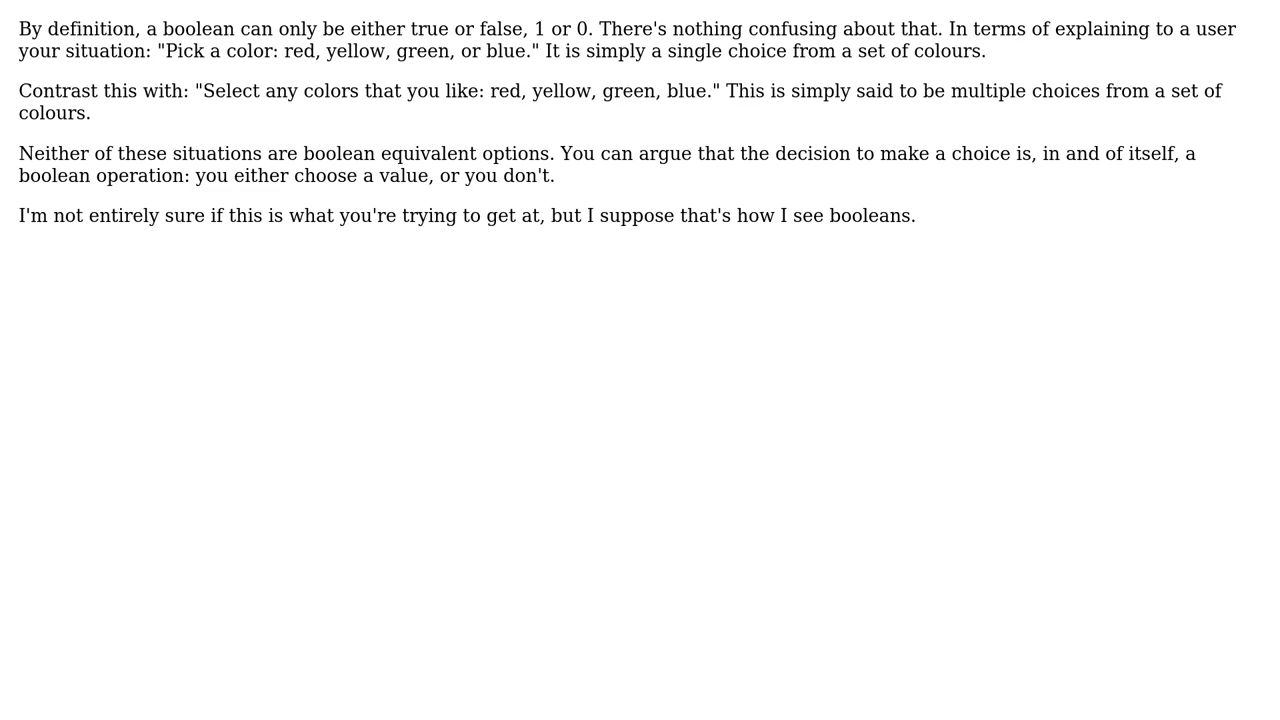 By definition, a boolean can only be either true or false, 1 or 0. There's nothing confusing about that. In terms of explaining to a user
your situation: "Pick a color: red, yellow, green, or blue." It is simply a single choice from a set of colours.
Contrast this with: "Select any colors that you like: red, yellow, green, blue." This is simply said to be multiple choices from a set of
colours.
Neither of these situations are boolean equivalent options. You can argue that the decision to make a choice is, in and of itself, a
boolean operation: you either choose a value, or you don't.
I'm not entirely sure if this is what you're trying to get at, but I suppose that's how I see booleans.